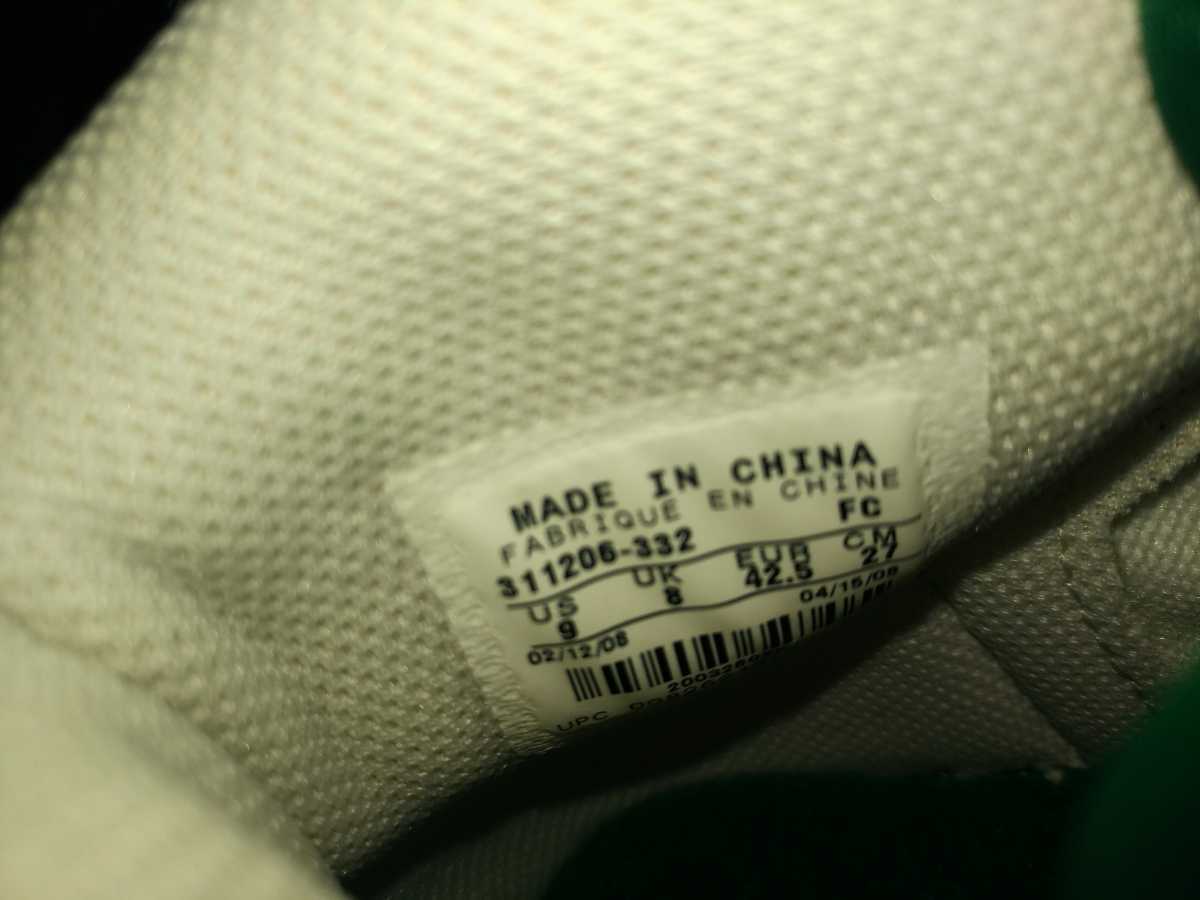 MADE IN CHINA
FABRIQUE EN CHINE
311206-332 FC
US UK EUR CM
9 8 42.5 27
02/12/08 04/15/08
UPC